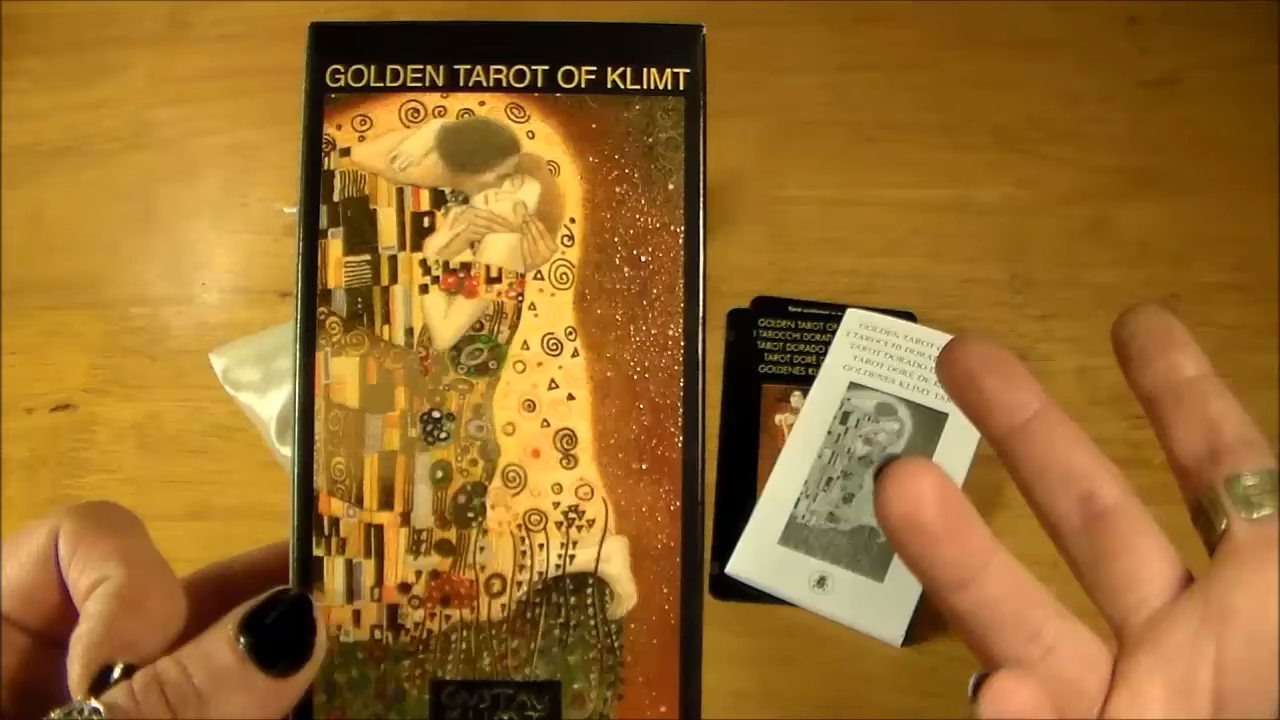 GOLDEN TAROT OF KLIMT
GUSTAV
KLIMT
GOLDEN TAROT OF
I TAROCCHI DORATI
TAROT DORADO
TAROT DORÉ
GOLDENES
GOLDEN TAROT
I TAROCCHI DORATI
TAROT DORADO
TAROT DORÉ DE
GOLDENES KLIMT TAROT